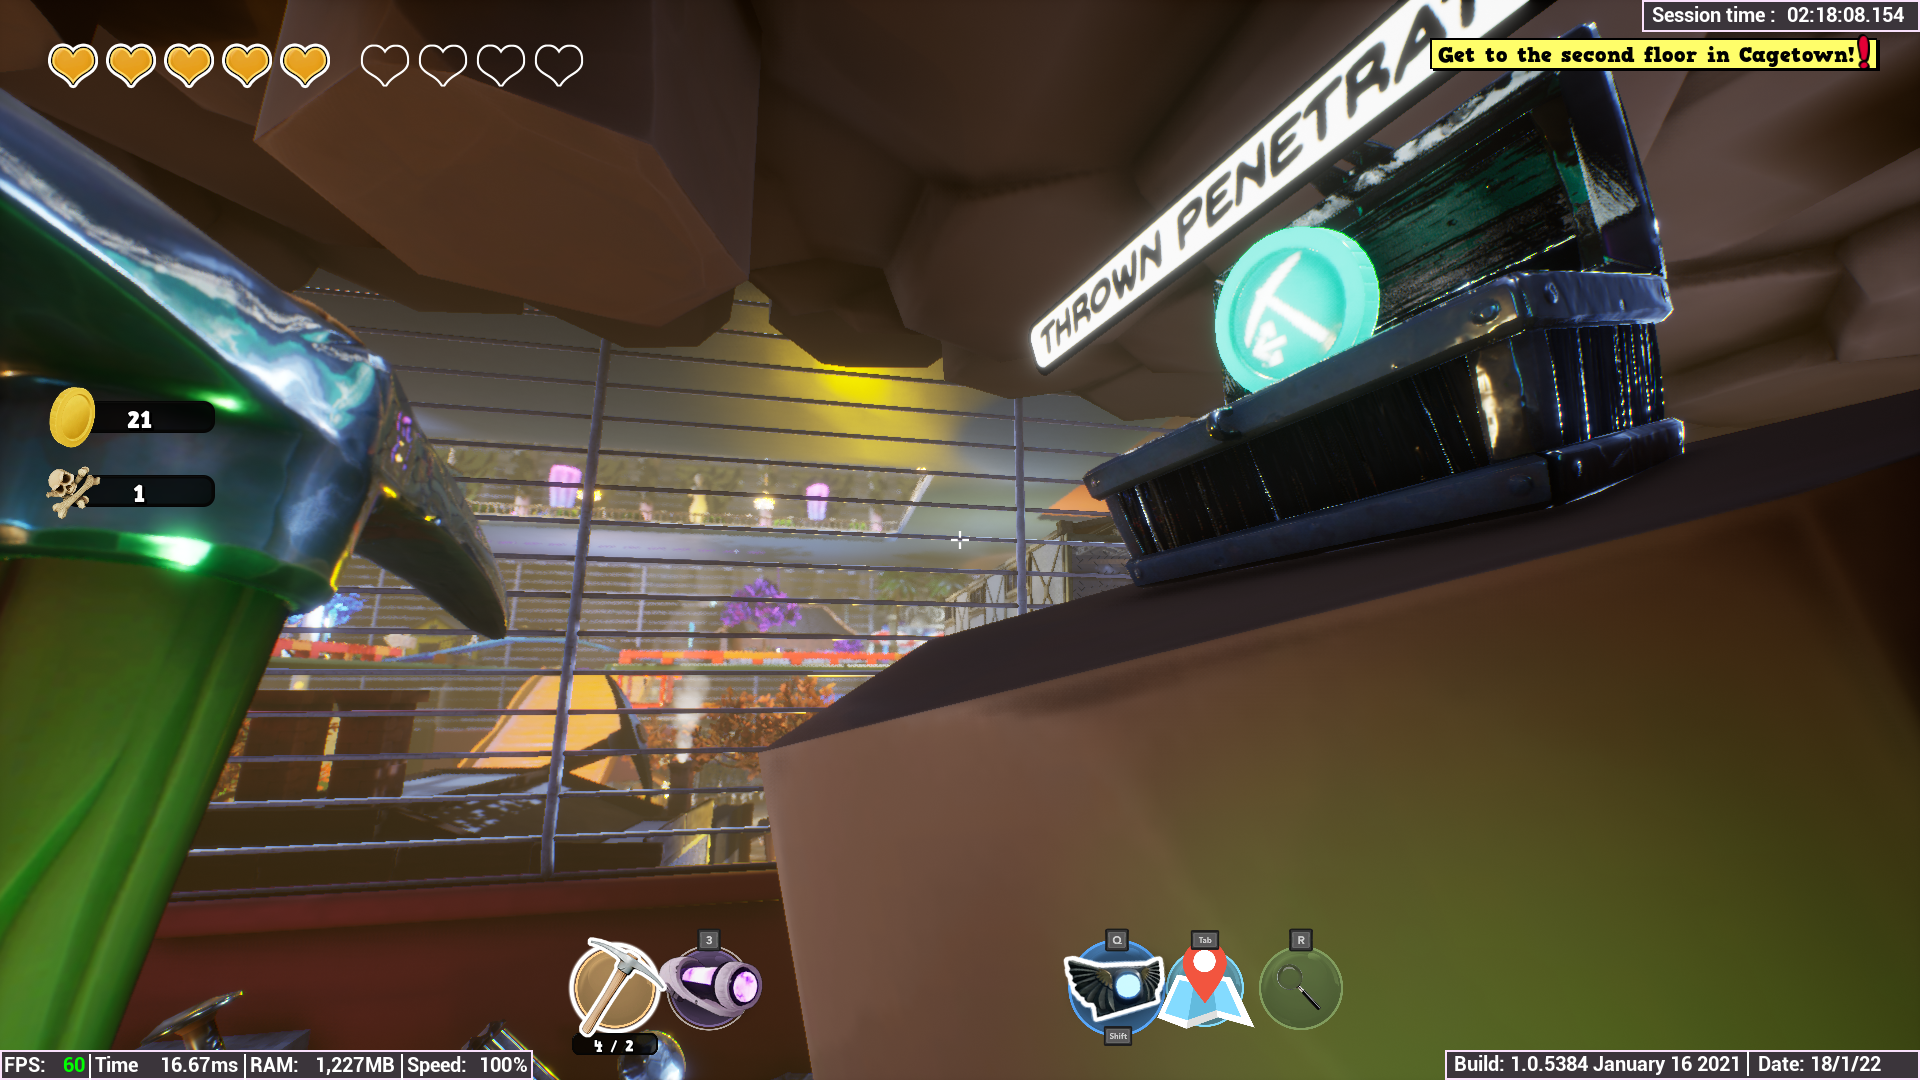 Session time : 02:18:08.154
Get to the second floor in Cagetown!
THROWN PENETRAT
21
1
3
Q
Tab
R
Shift
4 / 2
FPS: 60 Time 16.67ms RAM: 1,227MB Speed: 100%
Build: 1.0.5384 January 16 2021 Date: 18/1/22